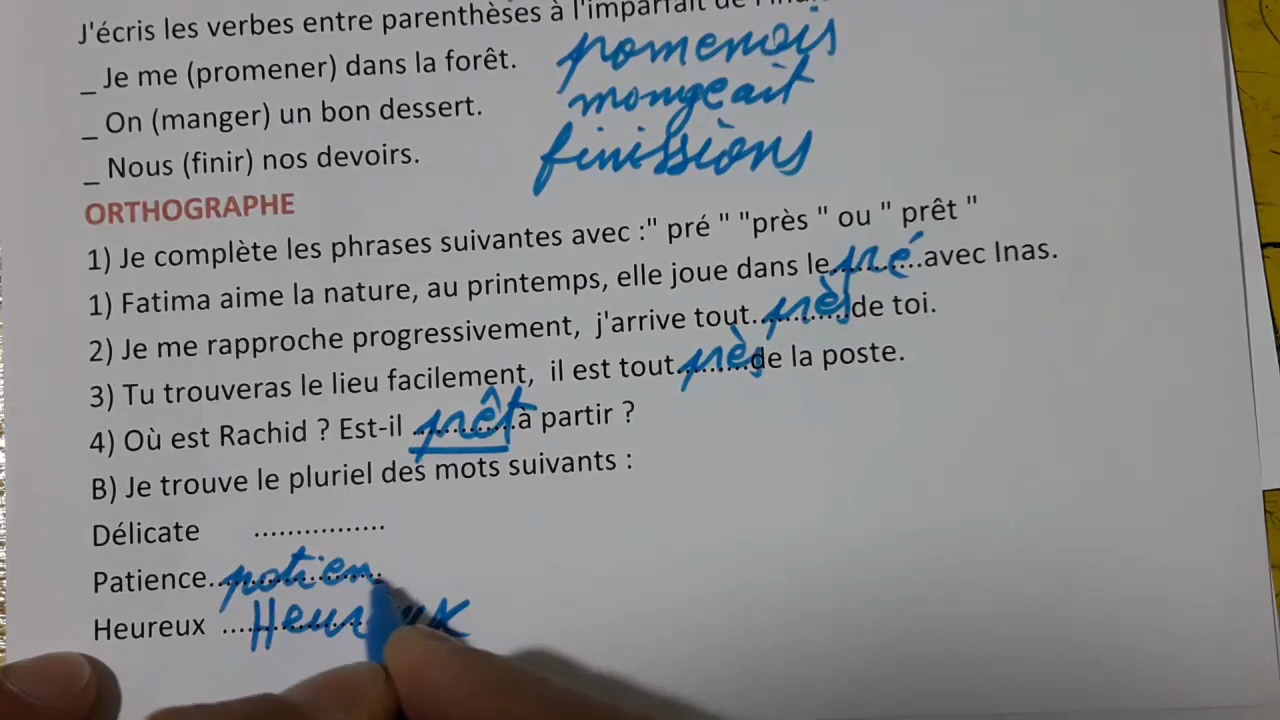 J'écris les verbes entre parenthèses à l'imparfait de l'indi
_ Je me (promener) dans la forêt. pomenois
_ On (manger) un bon dessert. mongeait
_ Nous (finir) nos devoirs. finissions
ORTHOGRAPHE
1) Je complète les phrases suivantes avec :" pré " "près " ou " prêt "
1) Fatima aime la nature, au printemps, elle joue dans le pré avec Inas.
2) Je me rapproche progressivement, j'arrive tout près de toi.
3) Tu trouveras le lieu facilement, il est tout près de la poste.
4) Où est Rachid ? Est-il prêt à partir ?
B) Je trouve le pluriel des mots suivants :
Délicate ................
Patience potien
Heureux Heureux